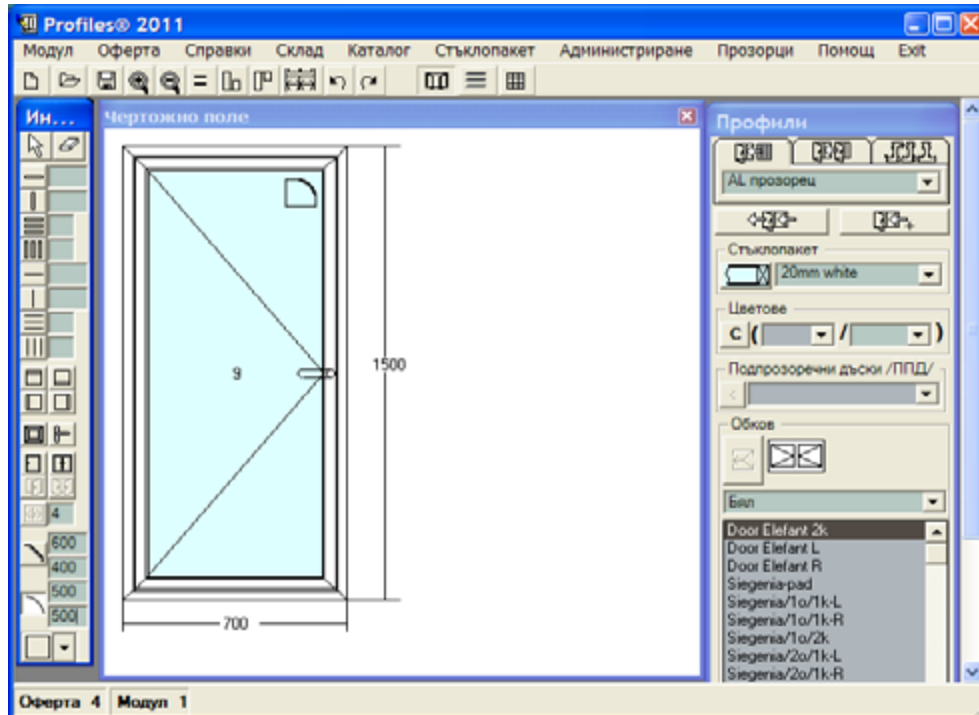 Profiles® 2011
Модул Оферта Справки Склад Каталог Стъклопакет Администриране Прозорци Помощ Exit
Ин...
Чертожно поле
Профили
AL прозорец
Стъклопакет
20mm white
Цветове
C ( / )
Подпрозоречни дъски /ППД/
Обков
Бял
Door Elefant 2k
Door Elefant L
Door Elefant R
Siegenia-pad
Siegenia/1o/1k-L
Siegenia/1o/1k-R
Siegenia/1o/2k
Siegenia/2o/1k-L
Siegenia/2o/1k-R
4
600
400
500
500
9
1500
700
Оферта 4 Модул 1